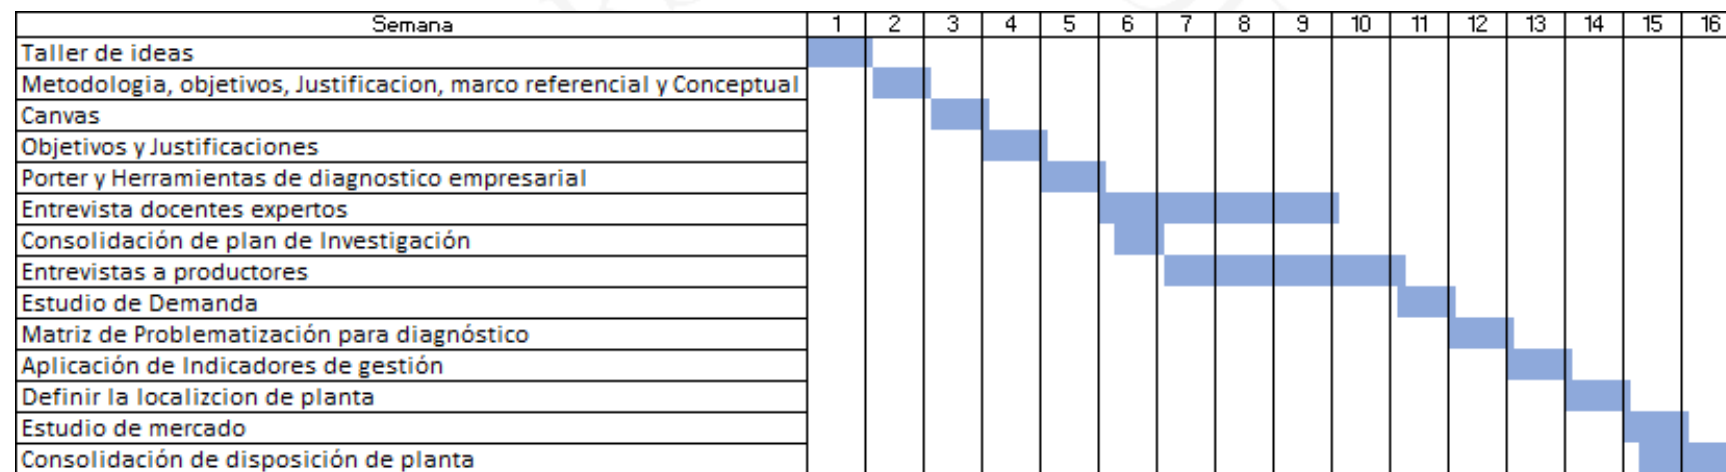 Semana 1 2 3 4 5 6 7 8 9 10 11 12 13 14 15 16
Taller de ideas
Metodologia, objetivos, Justificacion, marco referencial y Conceptual
Canvas
Objetivos y Justificaciones
Porter y Herramientas de diagnostico empresarial
Entrevista docentes expertos
Consolidación de plan de Investigación
Entrevistas a productores
Estudio de Demanda
Matriz de Problematización para diagnóstico
Aplicación de Indicadores de gestión
Definir la localizcion de planta
Estudio de mercado
Consolidación de disposición de planta